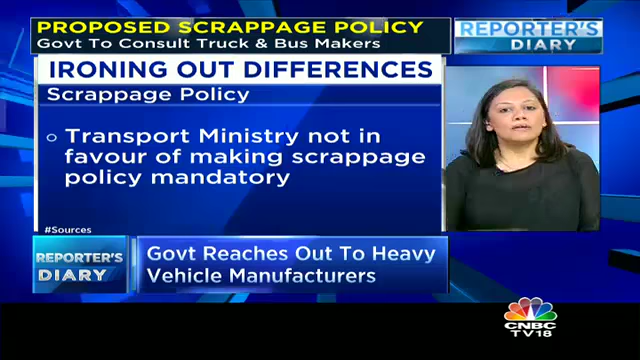 PROPOSED SCRAPPAGE POLICY
Govt To Consult Truck & Bus Makers
REPORTER'S
DIARY
IRONING OUT DIFFERENCES
Scrappage Policy
Transport Ministry not in
favour of making scrappage
policy mandatory
#Sources
REPORTER'S
DIARY
Govt Reaches Out To Heavy
Vehicle Manufacturers
CNBC
TV18